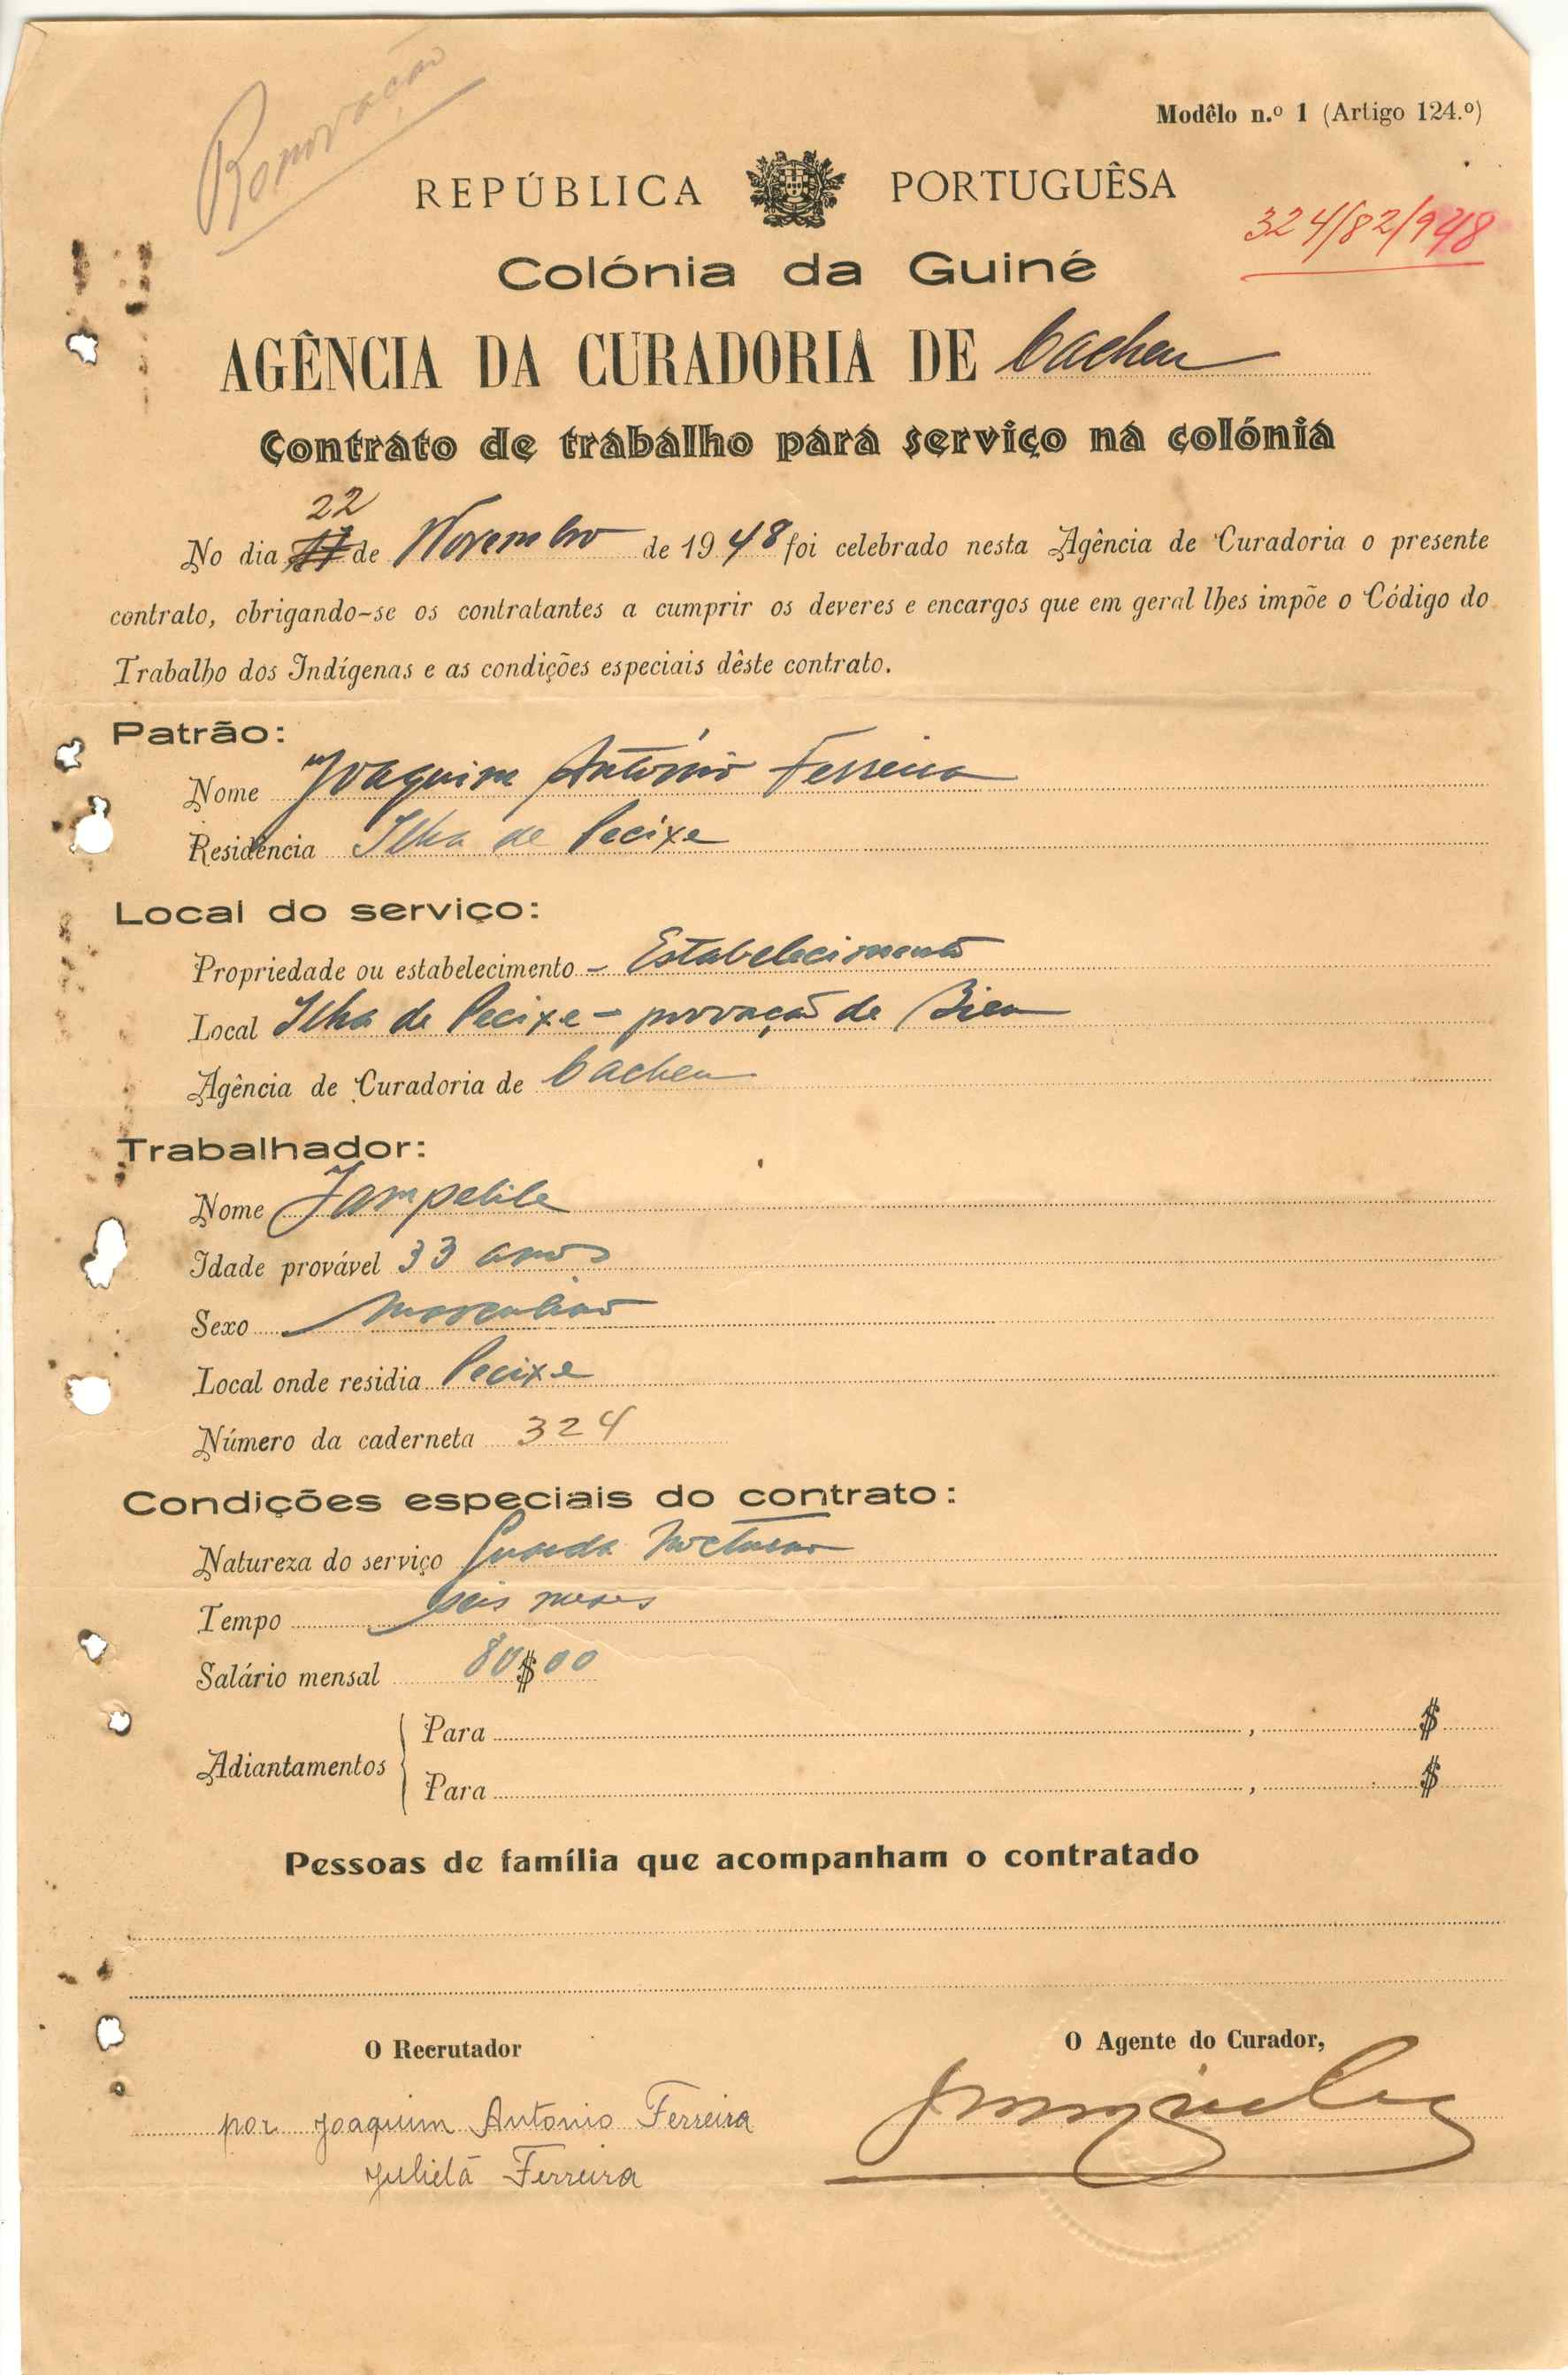 Renovação
Modêlo n.º 1 (Artigo 124.º)
REPÚBLICA PORTUGUÊSA
324/82/948
Colónia da Guiné
AGÊNCIA DA CURADORIA DE Cacheu
Contrato de trabalho para serviço na colónia
22
No dia 17 de Novembro de 1948 foi celebrado nesta Agência de Curadoria o presente
contrato, obrigando-se os contratantes a cumprir os deveres e encargos que em geral lhes impõe o Código do
Trabalho dos Indígenas e as condições especiais dêste contrato.
Patrão:
Nome Joaquim António Ferreira
Residência Ilha de Pecixe
Local do serviço:
Propriedade ou estabelecimento - Estabelecimento
Local Ilha de Pecixe - povoação de
Agência de Curadoria de Cacheu
Trabalhador:
Nome
Idade provável 33 anos
Sexo Masculino
Local onde residia Pecixe
Número da caderneta 324
Condições especiais do contrato:
Natureza do serviço Guarda Nocturno
Tempo seis meses
Salário mensal 80$00
Adiantamentos { Para , $
Para , $
Pessoas de família que acompanham o contratado
O Recrutador
O Agente do Curador,
por Joaquim Antonio Ferreira
Julietã Ferreira